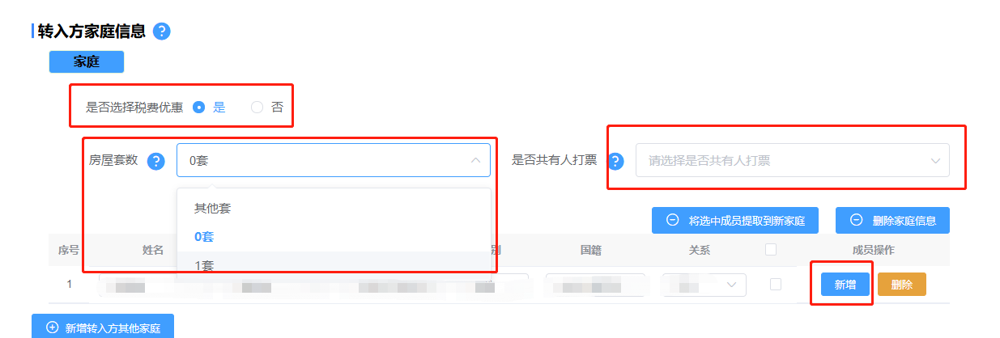 转入方家庭信息 ?
家庭
是否选择税费优惠 是 否
房屋套数 ? 0套 是否共有人打票 ? 请选择是否共有人打票
其他套
0套
1套
将选中成员提取到新家庭 删除家庭信息
序号 姓名 别 国籍 关系 成员操作
1 新增 删除
新增转入方其他家庭